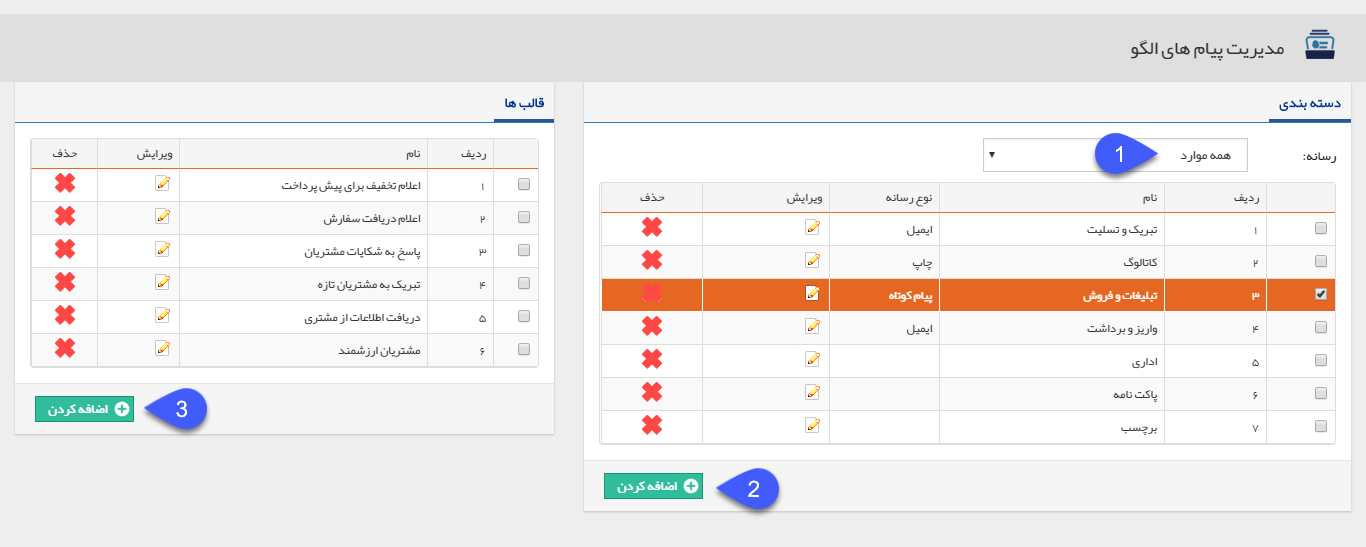 مدیریت پیام های الگو
دسته بندی
رسانه: همه موارد 1
ردیف نام نوع رسانه ویرایش حذف
۱ تبریک و تسلیت ایمیل
۲ کاتالوگ چاپ
۳ تبلیغات و فروش پیام کوتاه
۴ واریز و برداشت ایمیل
۵ اداری
۶ پاکت نامه
۷ برچسب
2 اضافه کردن
قالب ها
ردیف نام ویرایش حذف
۱ اعلام تخفیف برای پیش پرداخت
۲ اعلام دریافت سفارش
۳ پاسخ به شکایات مشتریان
۴ تبریک به مشتریان تازه
۵ دریافت اطلاعات از مشتری
۶ مشتریان ارزشمند
3 اضافه کردن